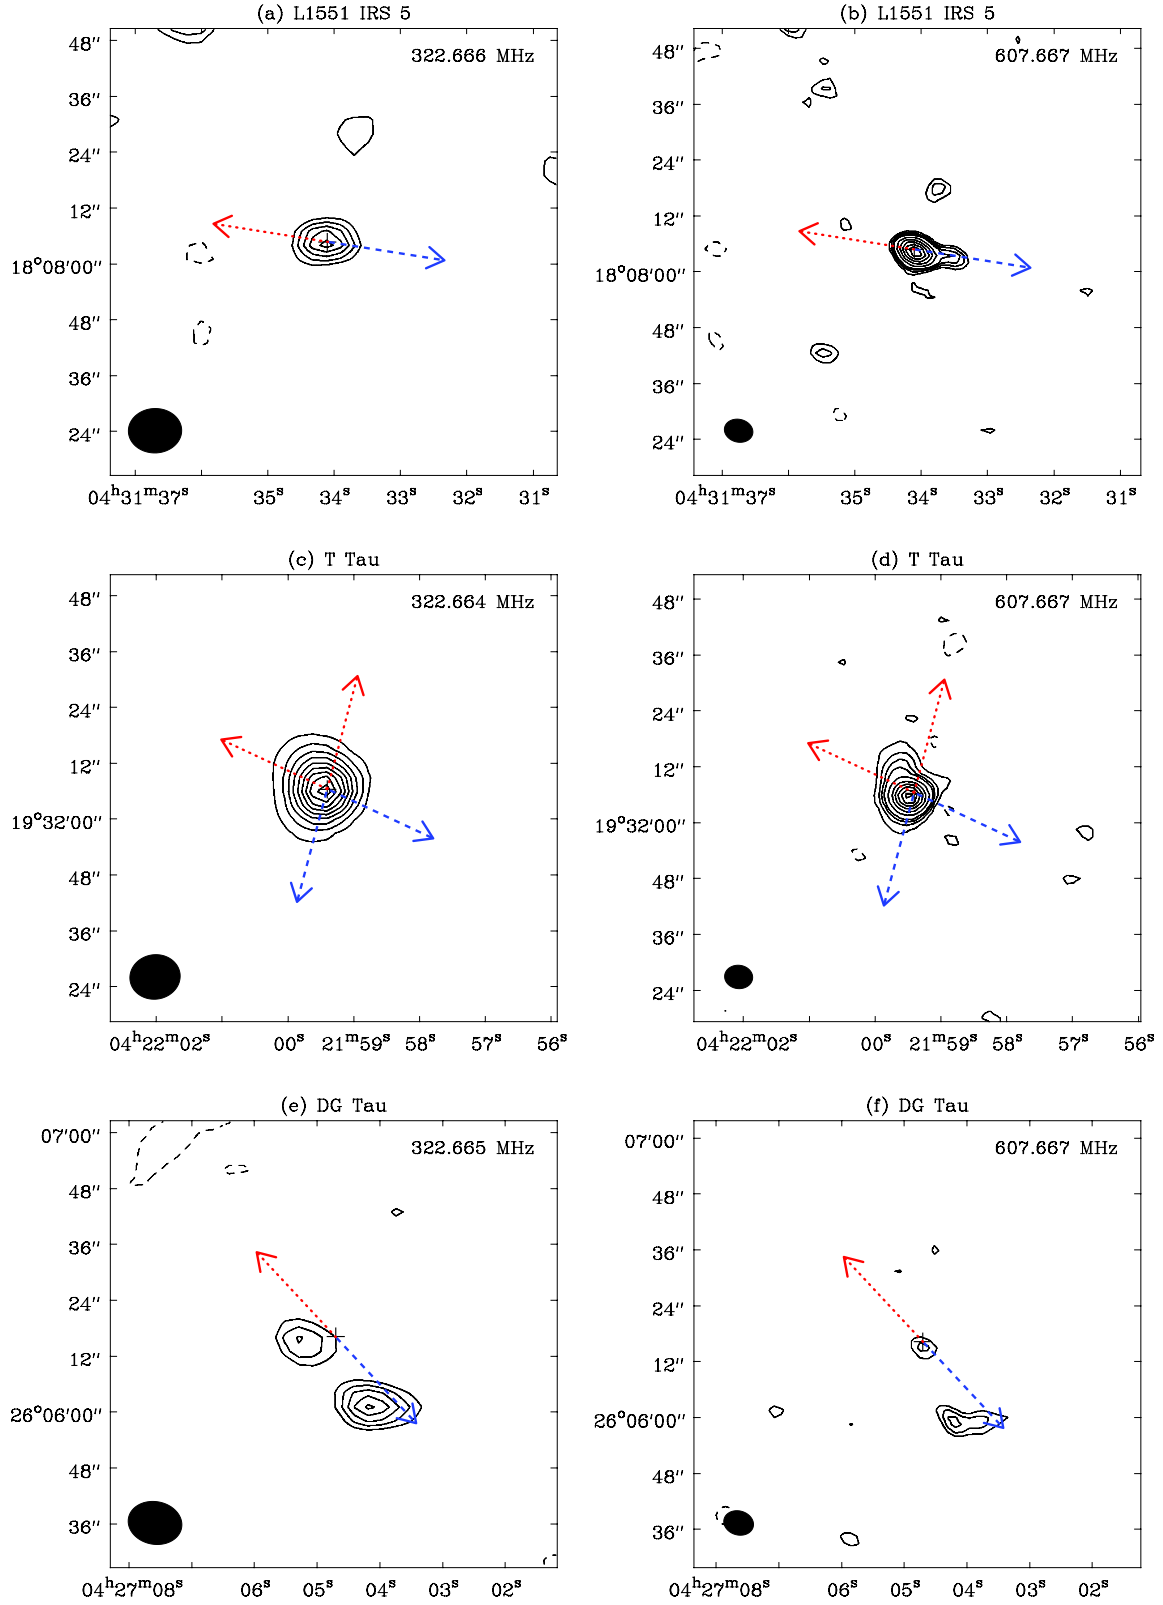 (a) L1551 IRS 5
322.666 MHz
48″
36″
24″
12″
18°08′00″
48″
36″
24″
04ʰ31ᵐ37ˢ 35ˢ 34ˢ 33ˢ 32ˢ 31ˢ
(b) L1551 IRS 5
607.667 MHz
48″
36″
24″
12″
18°08′00″
48″
36″
24″
04ʰ31ᵐ37ˢ 35ˢ 34ˢ 33ˢ 32ˢ 31ˢ
(c) T Tau
322.664 MHz
48″
36″
24″
12″
19°32′00″
48″
36″
24″
04ʰ22ᵐ02ˢ 00ˢ 21ᵐ59ˢ 58ˢ 57ˢ 56ˢ
(d) T Tau
607.667 MHz
48″
36″
24″
12″
19°32′00″
48″
36″
24″
04ʰ22ᵐ02ˢ 00ˢ 21ᵐ59ˢ 58ˢ 57ˢ 56ˢ
(e) DG Tau
322.665 MHz
07′00″
48″
36″
24″
12″
26°06′00″
48″
36″
04ʰ27ᵐ08ˢ 06ˢ 05ˢ 04ˢ 03ˢ 02ˢ
(f) DG Tau
607.667 MHz
07′00″
48″
36″
24″
12″
26°06′00″
48″
36″
04ʰ27ᵐ08ˢ 06ˢ 05ˢ 04ˢ 03ˢ 02ˢ